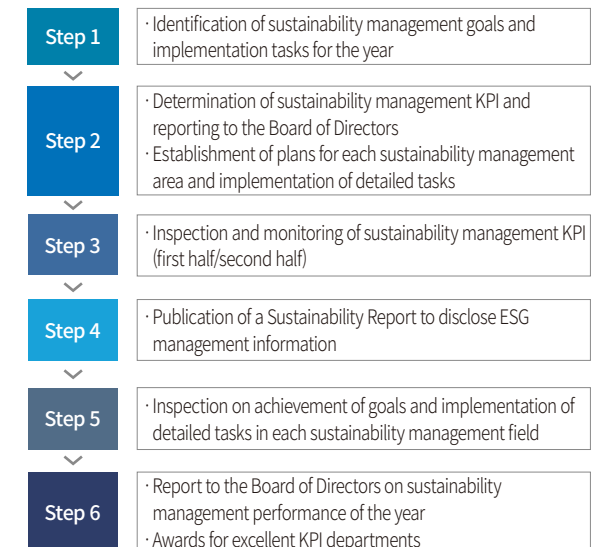 Step 1
· Identification of sustainability management goals and
implementation tasks for the year
Step 2
· Determination of sustainability management KPI and
reporting to the Board of Directors
· Establishment of plans for each sustainability management
area and implementation of detailed tasks
Step 3
· Inspection and monitoring of sustainability management KPI
(first half/second half)
Step 4
· Publication of a Sustainability Report to disclose ESG
management information
Step 5
· Inspection on achievement of goals and implementation of
detailed tasks in each sustainability management field
Step 6
· Report to the Board of Directors on sustainability
management performance of the year
· Awards for excellent KPI departments